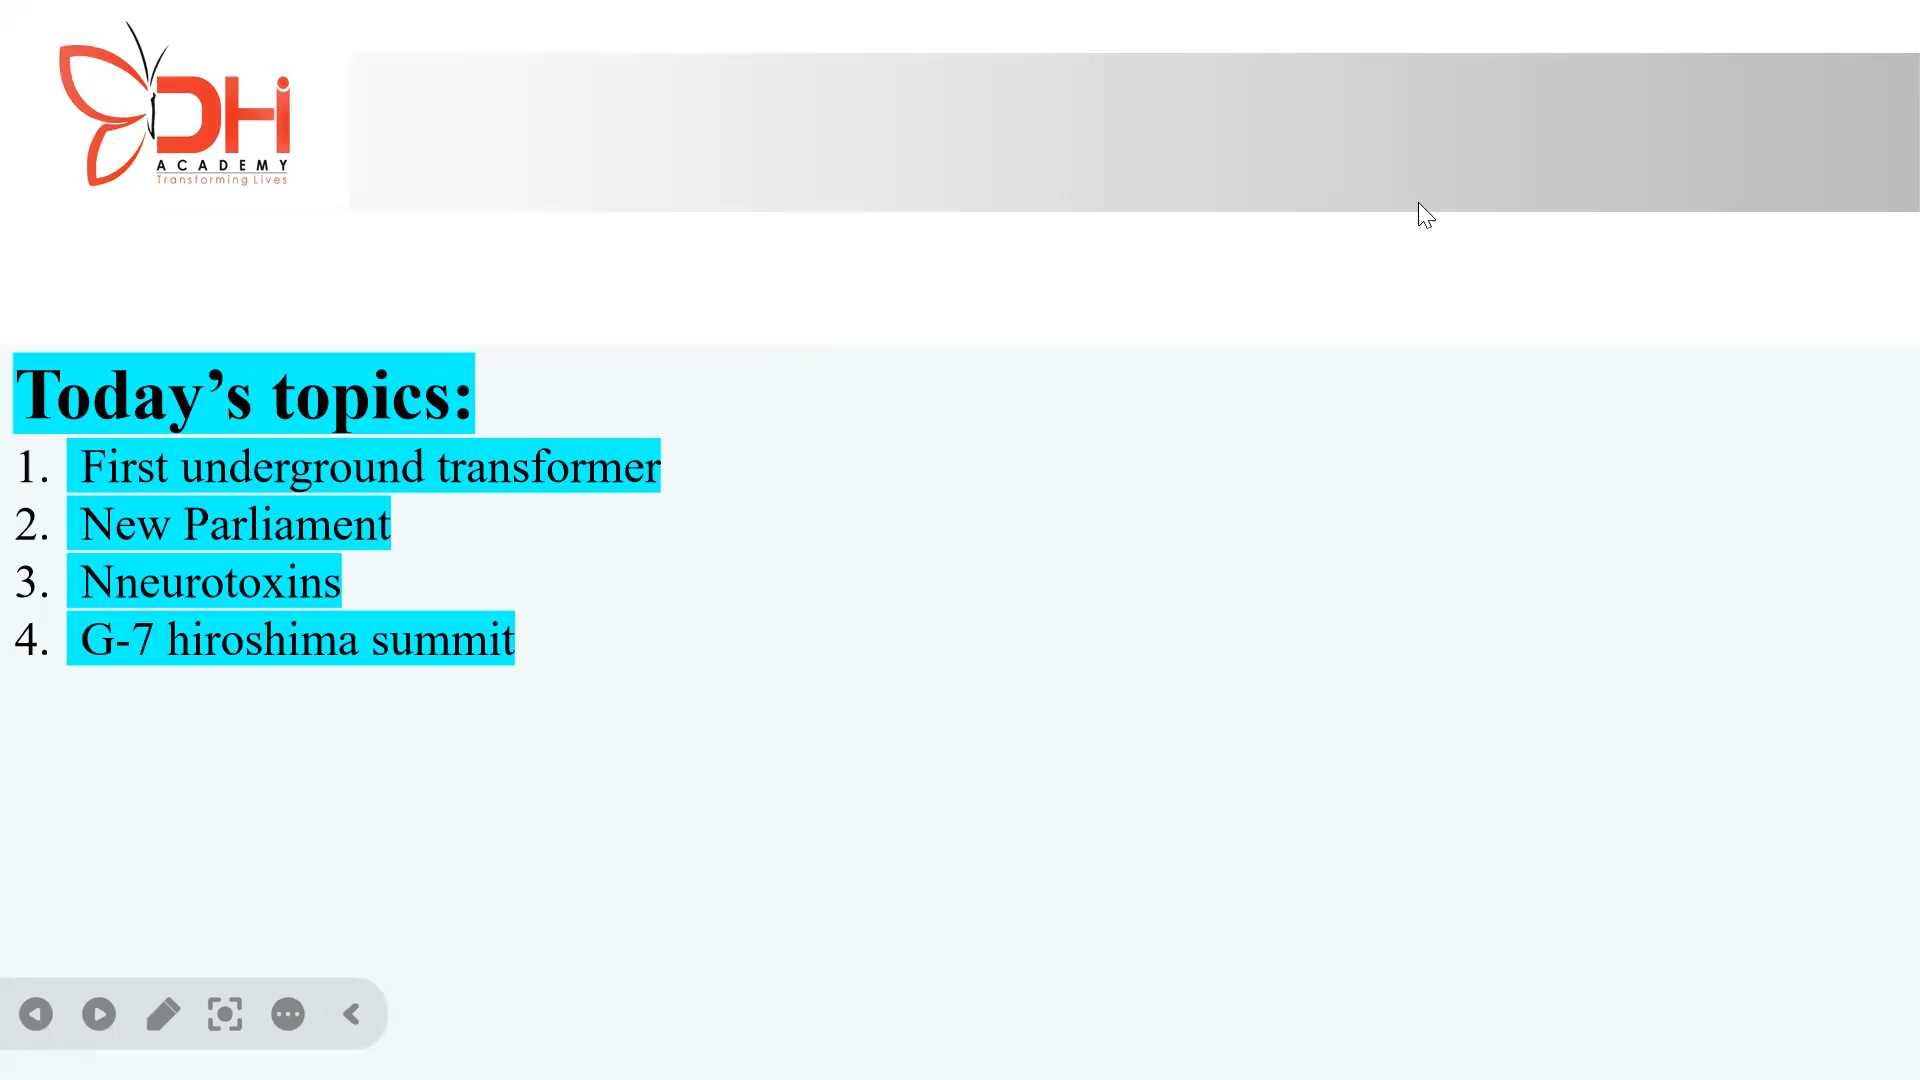 DHi
ACADEMY
Transforming Lives
Today’s topics:
1. First underground transformer
2. New Parliament
3. Nneurotoxins
4. G-7 hiroshima summit